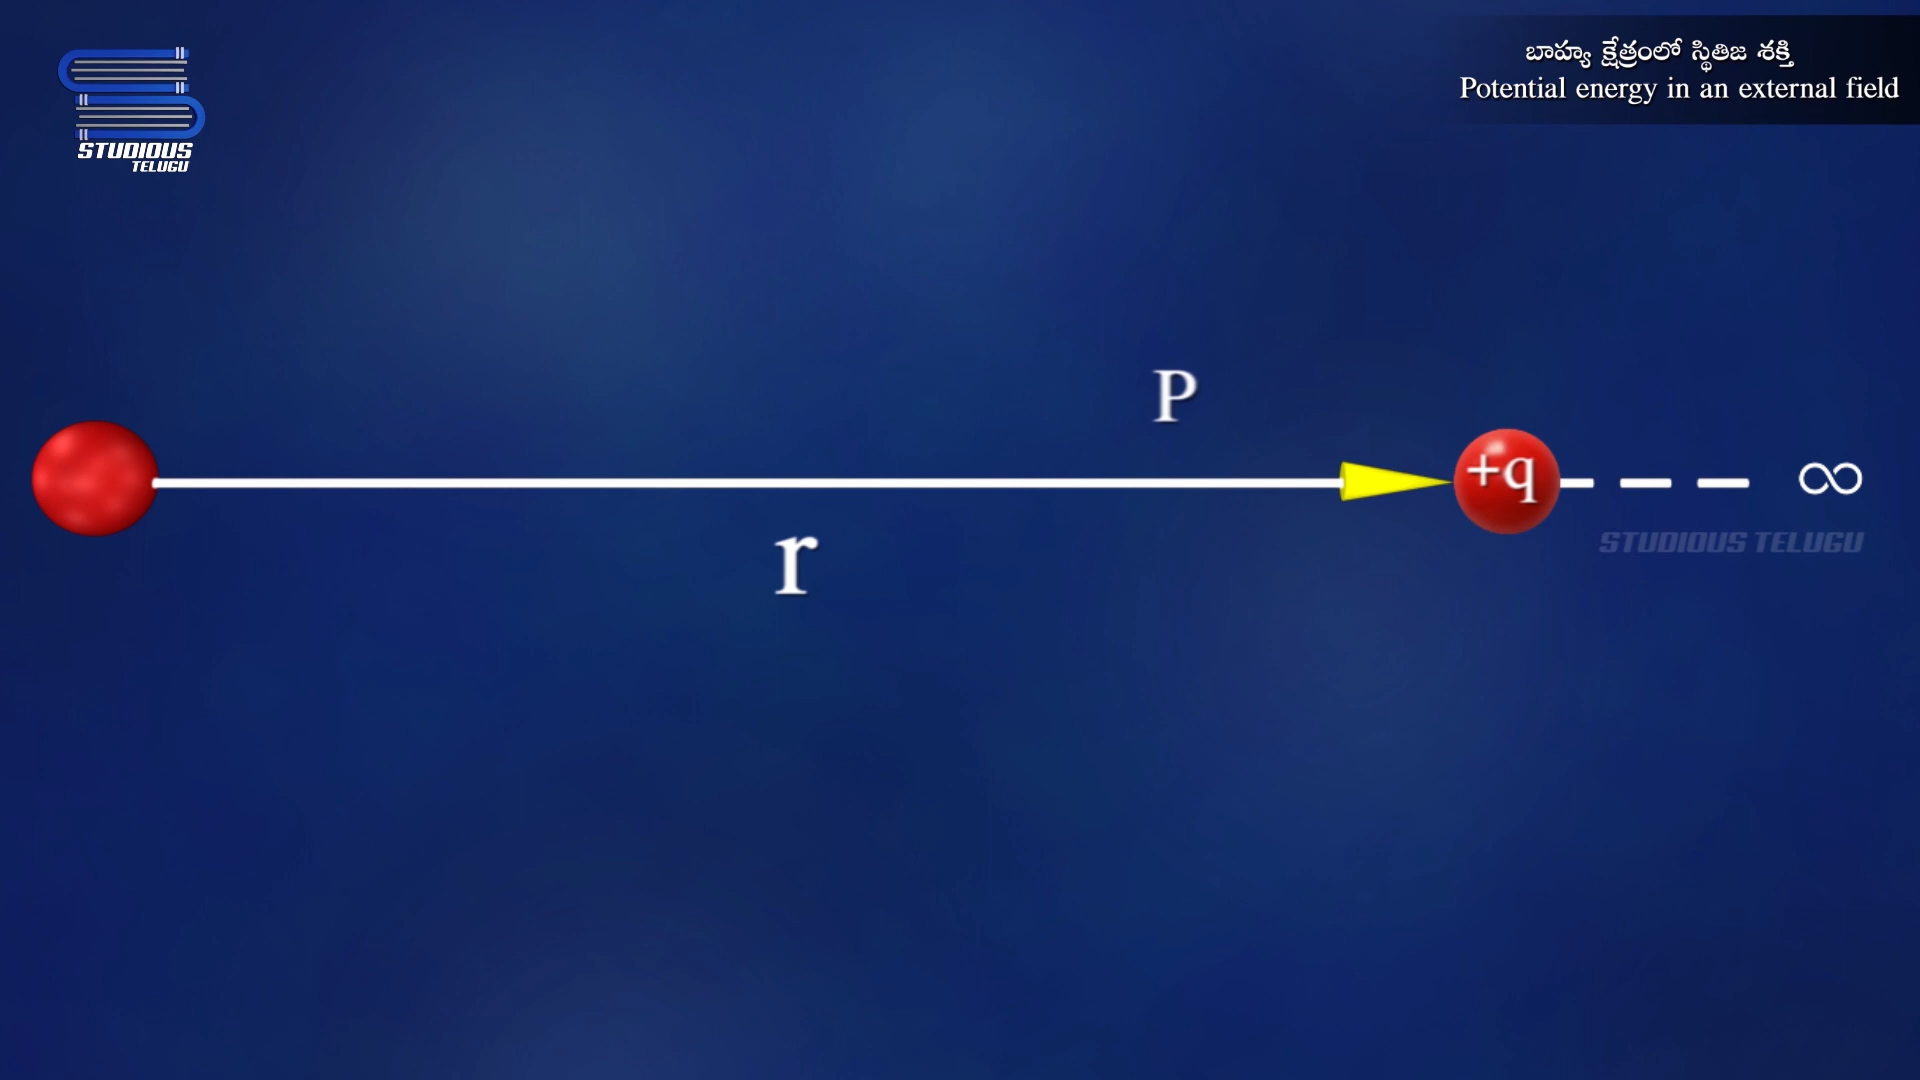 STUDIOUS
TELUGU
బాహ్య క్షేత్రంలో స్థితిజ శక్తి
Potential energy in an external field
P
+q
∞
r
STUDIOUS TELUGU